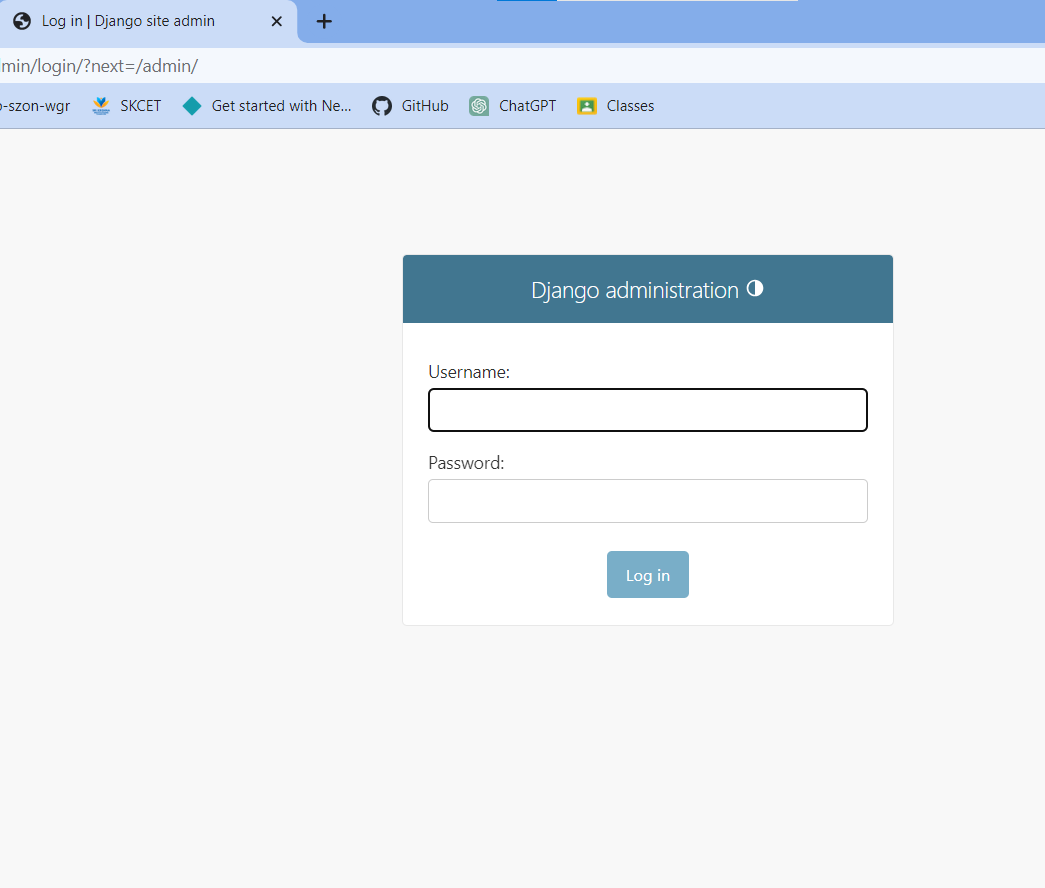 Log in | Django site admin
min/login/?next=/admin/
-szon-wgr SKCET Get started with Ne... GitHub ChatGPT Classes
Django administration
Username:
Password:
Log in